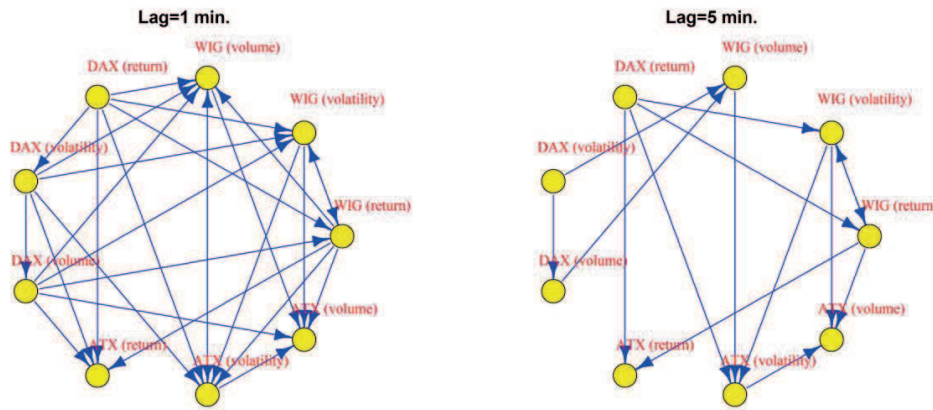 Lag=1 min.
WIG (volume)
DAX (return)
WIG (volatility)
DAX (volatility)
WIG (return)
DAX (volume)
ATX (volume)
ATX (return)
ATX (volatility)
Lag=5 min.
WIG (volume)
DAX (return)
WIG (volatility)
DAX (volatility)
WIG (return)
DAX (volume)
ATX (volume)
ATX (return)
ATX (volatility)